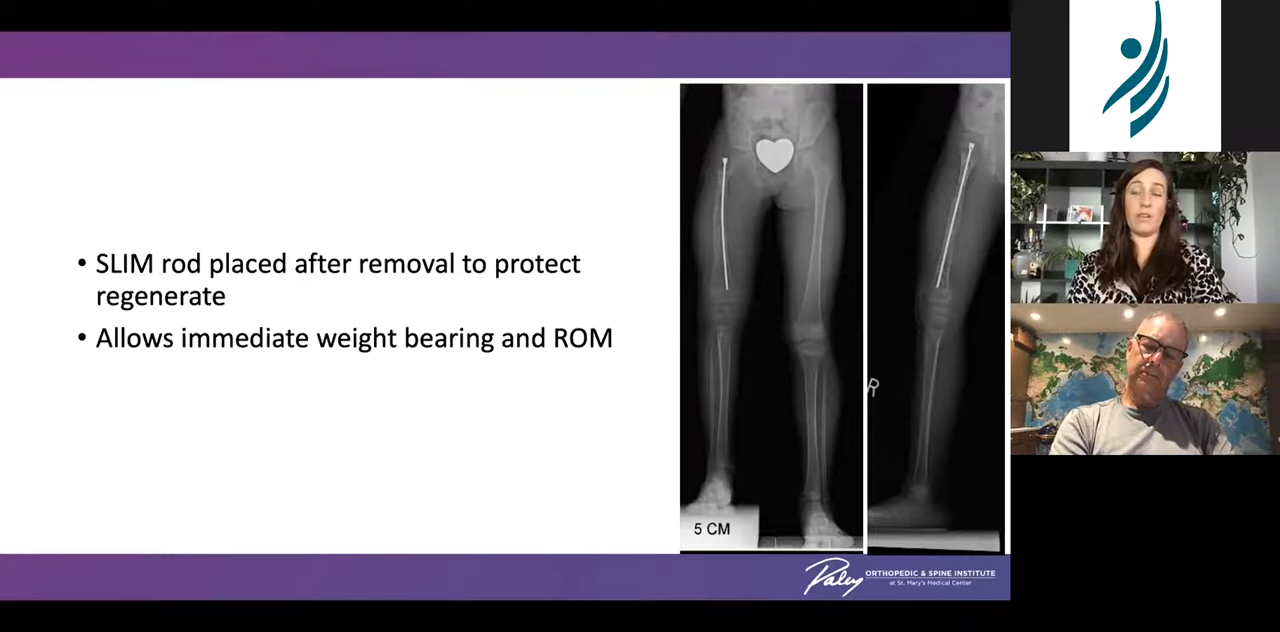 • SLIM rod placed after removal to protect
regenerate
• Allows immediate weight bearing and ROM
R
5 CM
Paley ORTHOPEDIC & SPINE INSTITUTE
at St. Mary's Medical Center